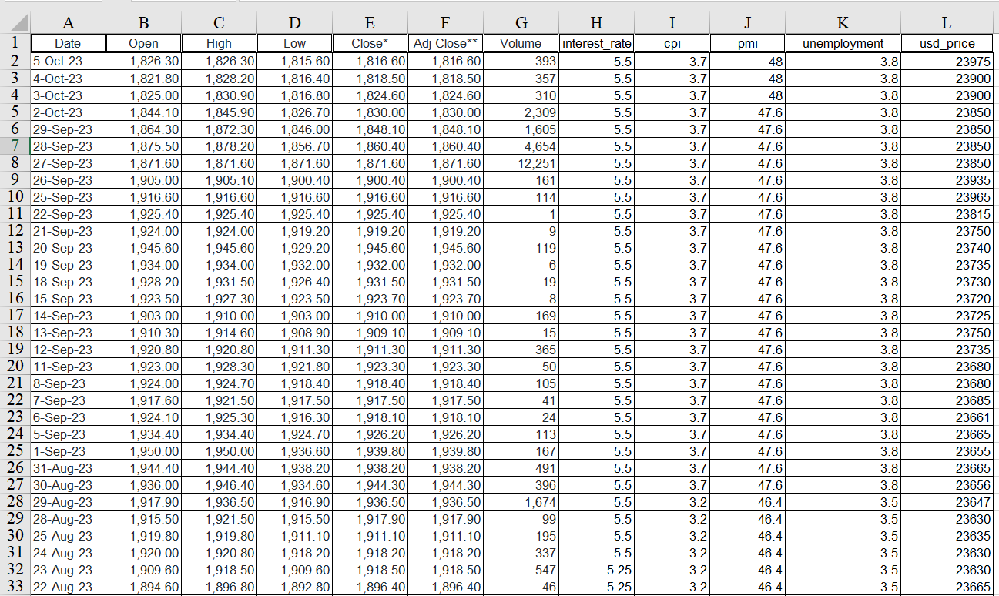 A B C D E F G H I J K L
1 Date Open High Low Close* Adj Close** Volume interest_rate cpi pmi unemployment usd_price
2 5-Oct-23 1,826.30 1,826.30 1,815.60 1,816.60 1,816.60 393 5.5 3.7 48 3.8 23975
3 4-Oct-23 1,821.80 1,828.20 1,816.40 1,818.50 1,818.50 357 5.5 3.7 48 3.8 23900
4 3-Oct-23 1,825.00 1,830.90 1,816.80 1,824.60 1,824.60 310 5.5 3.7 48 3.8 23900
5 2-Oct-23 1,844.10 1,845.90 1,826.70 1,830.00 1,830.00 2,309 5.5 3.7 47.6 3.8 23850
6 29-Sep-23 1,864.30 1,872.30 1,846.00 1,848.10 1,848.10 1,605 5.5 3.7 47.6 3.8 23850
7 28-Sep-23 1,875.50 1,878.20 1,856.70 1,860.40 1,860.40 4,654 5.5 3.7 47.6 3.8 23850
8 27-Sep-23 1,871.60 1,871.60 1,871.60 1,871.60 1,871.60 12,251 5.5 3.7 47.6 3.8 23850
9 26-Sep-23 1,905.00 1,905.10 1,900.40 1,900.40 1,900.40 161 5.5 3.7 47.6 3.8 23935
10 25-Sep-23 1,916.60 1,916.60 1,916.60 1,916.60 1,916.60 114 5.5 3.7 47.6 3.8 23965
11 22-Sep-23 1,925.40 1,925.40 1,925.40 1,925.40 1,925.40 1 5.5 3.7 47.6 3.8 23815
12 21-Sep-23 1,924.00 1,924.00 1,919.20 1,919.20 1,919.20 9 5.5 3.7 47.6 3.8 23750
13 20-Sep-23 1,945.60 1,945.60 1,929.20 1,945.60 1,945.60 119 5.5 3.7 47.6 3.8 23740
14 19-Sep-23 1,934.00 1,934.00 1,932.00 1,932.00 1,932.00 6 5.5 3.7 47.6 3.8 23735
15 18-Sep-23 1,928.20 1,931.50 1,926.40 1,931.50 1,931.50 19 5.5 3.7 47.6 3.8 23730
16 15-Sep-23 1,923.50 1,927.30 1,923.50 1,923.70 1,923.70 8 5.5 3.7 47.6 3.8 23720
17 14-Sep-23 1,903.00 1,910.00 1,903.00 1,910.00 1,910.00 169 5.5 3.7 47.6 3.8 23725
18 13-Sep-23 1,910.30 1,914.60 1,908.90 1,909.10 1,909.10 15 5.5 3.7 47.6 3.8 23750
19 12-Sep-23 1,920.80 1,920.80 1,911.30 1,911.30 1,911.30 365 5.5 3.7 47.6 3.8 23735
20 11-Sep-23 1,923.00 1,928.30 1,921.80 1,923.30 1,923.30 50 5.5 3.7 47.6 3.8 23680
21 8-Sep-23 1,924.00 1,924.70 1,918.40 1,918.40 1,918.40 105 5.5 3.7 47.6 3.8 23680
22 7-Sep-23 1,917.60 1,921.50 1,917.50 1,917.50 1,917.50 41 5.5 3.7 47.6 3.8 23685
23 6-Sep-23 1,924.10 1,925.30 1,916.30 1,918.10 1,918.10 24 5.5 3.7 47.6 3.8 23661
24 5-Sep-23 1,934.40 1,934.40 1,924.70 1,926.20 1,926.20 113 5.5 3.7 47.6 3.8 23665
25 1-Sep-23 1,950.00 1,950.00 1,936.60 1,939.80 1,939.80 167 5.5 3.7 47.6 3.8 23655
26 31-Aug-23 1,944.40 1,944.40 1,938.20 1,938.20 1,938.20 491 5.5 3.7 47.6 3.8 23665
27 30-Aug-23 1,936.00 1,946.40 1,934.60 1,944.30 1,944.30 396 5.5 3.7 47.6 3.8 23656
28 29-Aug-23 1,917.90 1,936.50 1,916.90 1,936.50 1,936.50 1,674 5.5 3.2 46.4 3.5 23647
29 28-Aug-23 1,915.50 1,921.50 1,915.50 1,917.90 1,917.90 99 5.5 3.2 46.4 3.5 23630
30 25-Aug-23 1,919.80 1,919.80 1,911.10 1,911.10 1,911.10 195 5.5 3.2 46.4 3.5 23635
31 24-Aug-23 1,920.00 1,920.80 1,918.20 1,918.20 1,918.20 337 5.5 3.2 46.4 3.5 23630
32 23-Aug-23 1,909.60 1,918.50 1,909.60 1,918.50 1,918.50 547 5.25 3.2 46.4 3.5 23630
33 22-Aug-23 1,894.60 1,896.80 1,892.80 1,896.40 1,896.40 46 5.25 3.2 46.4 3.5 23665